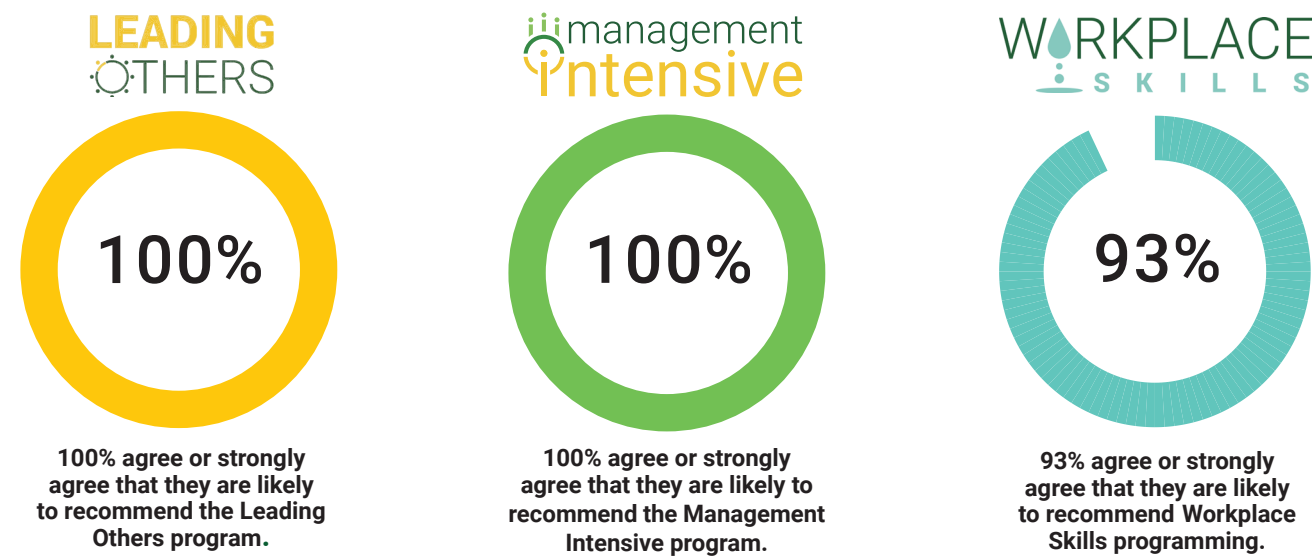 LEADING
OTHERS
100%
100% agree or strongly
agree that they are likely
to recommend the Leading
Others program.
management
intensive
100%
100% agree or strongly
agree that they are likely to
recommend the Management
Intensive program.
WORKPLACE
SKILLS
93%
93% agree or strongly
agree that they are likely
to recommend Workplace
Skills programming.